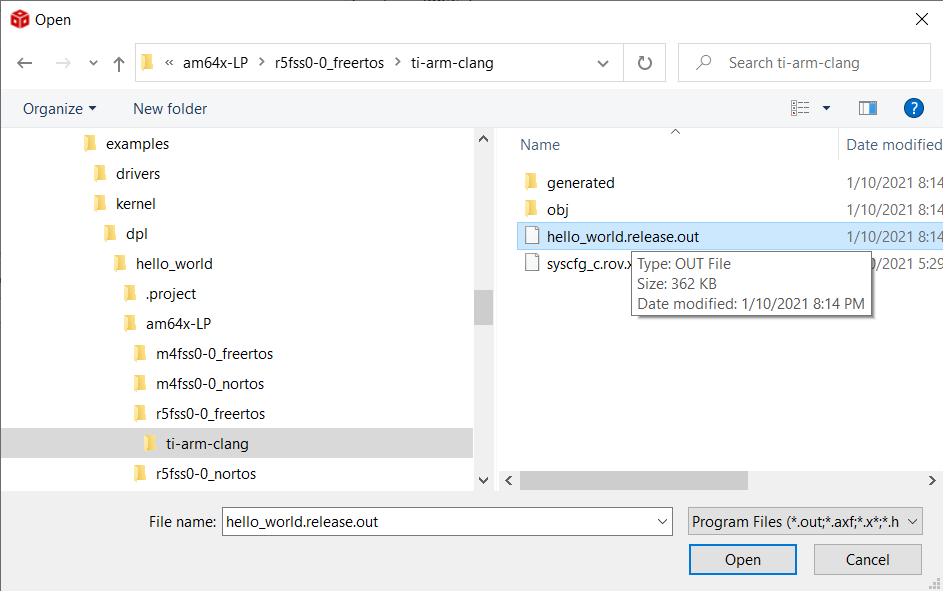 Open
« am64x-LP > r5fss0-0_freertos > ti-arm-clang
Search ti-arm-clang
Organize
New folder
?
examples
drivers
kernel
dpl
hello_world
.project
am64x-LP
m4fss0-0_freertos
m4fss0-0_nortos
r5fss0-0_freertos
ti-arm-clang
r5fss0-0_nortos
Name
Date modified
generated
1/10/2021 8:14
obj
1/10/2021 8:14
hello_world.release.out
1/10/2021 8:14
syscfg_c.rov.x
0/2021 5:29
Type: OUT File
Size: 362 KB
Date modified: 1/10/2021 8:14 PM
File name:
hello_world.release.out
Program Files (*.out;*.axf;*.x*;*.h
Open
Cancel